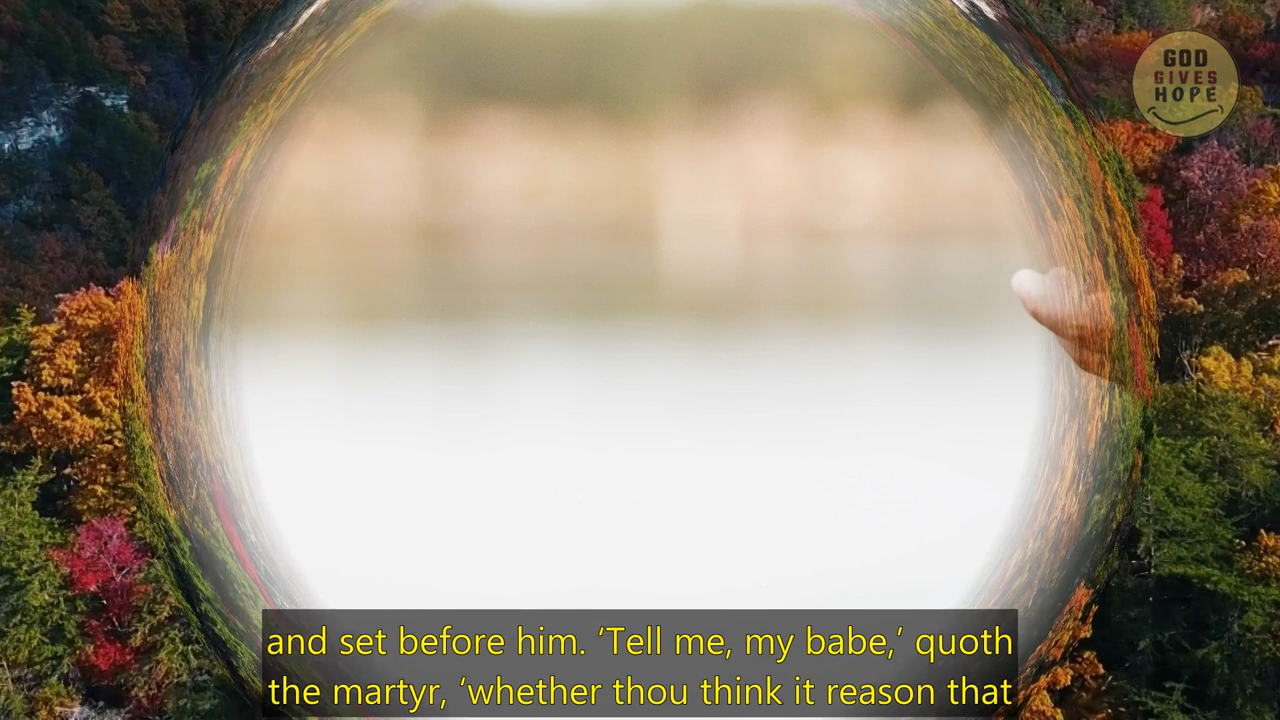 GOD
GIVES
HOPE
and set before him. ‘Tell me, my babe,’ quoth
the martyr, ‘whether thou think it reason that